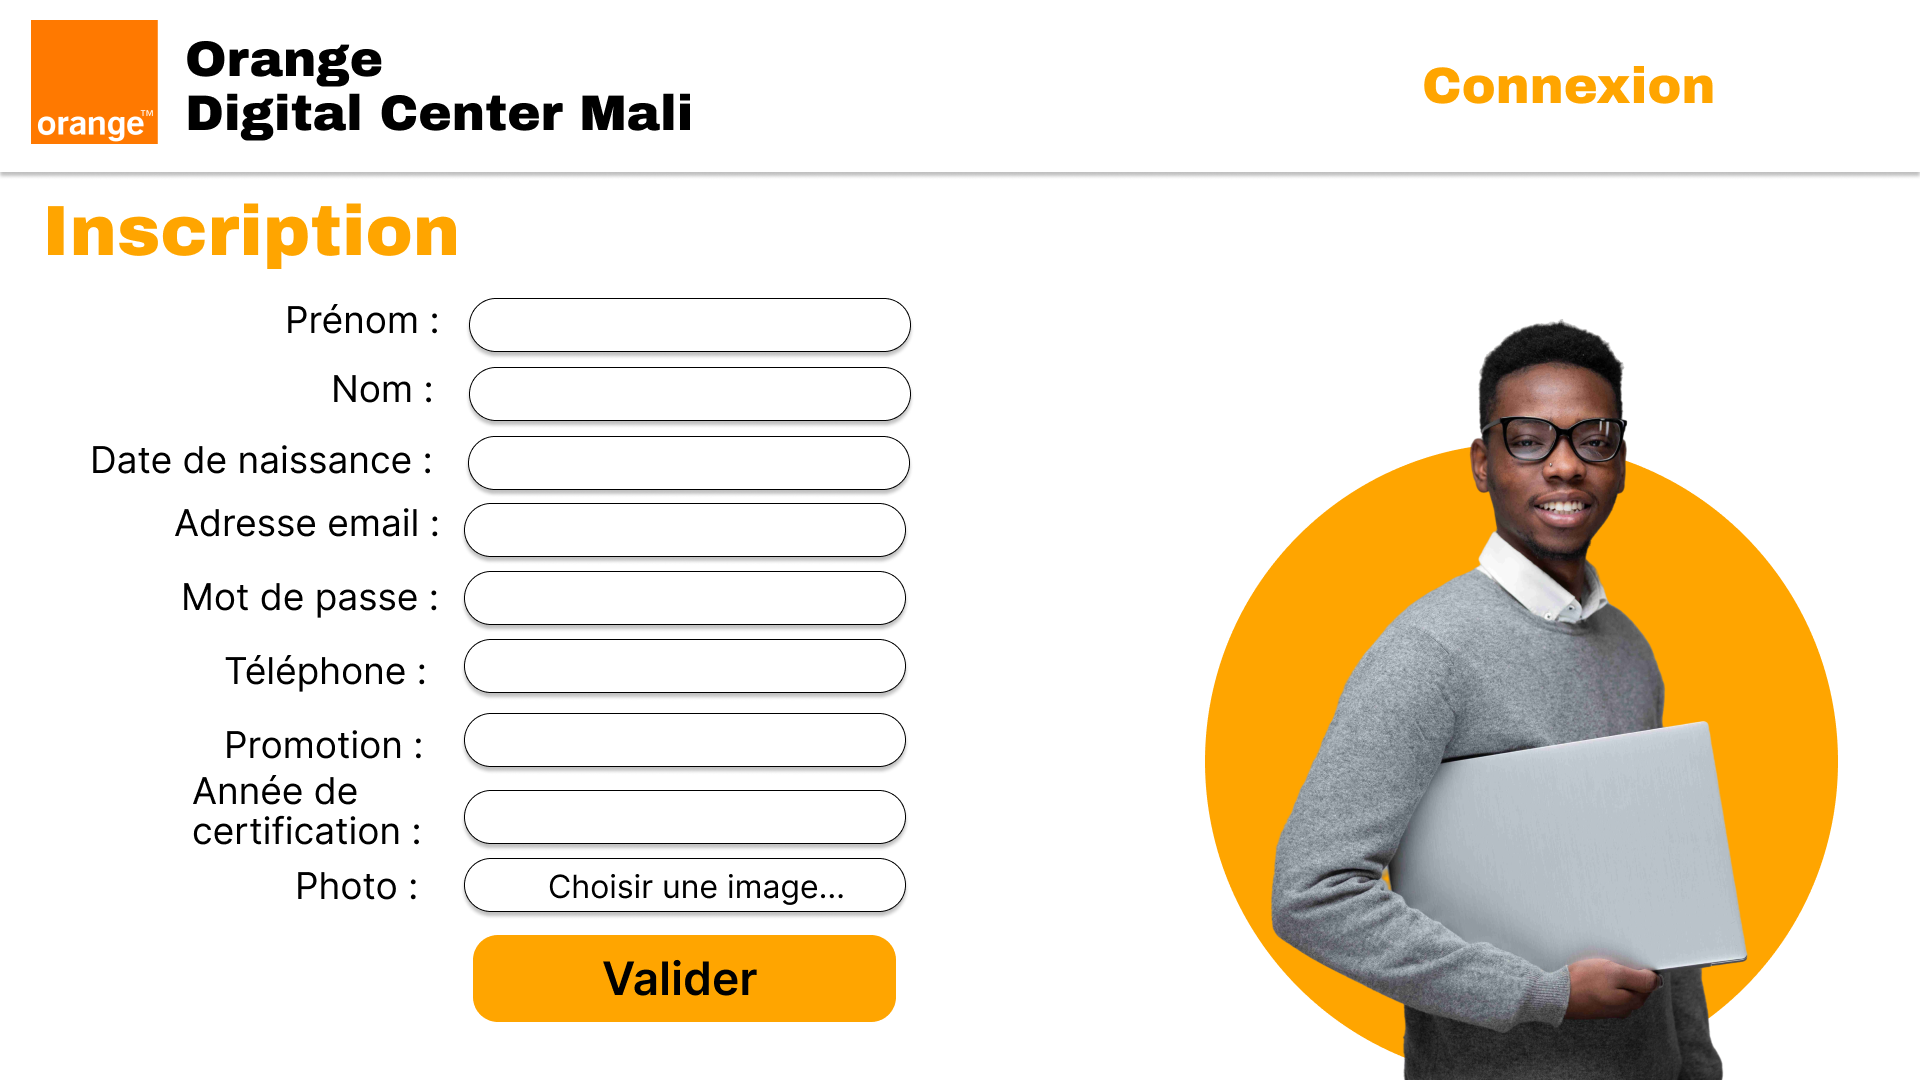 orange™
Orange
Digital Center Mali
Connexion
Inscription
Prénom :
Nom :
Date de naissance :
Adresse email :
Mot de passe :
Téléphone :
Promotion :
Année de
certification :
Photo :
Choisir une image...
Valider